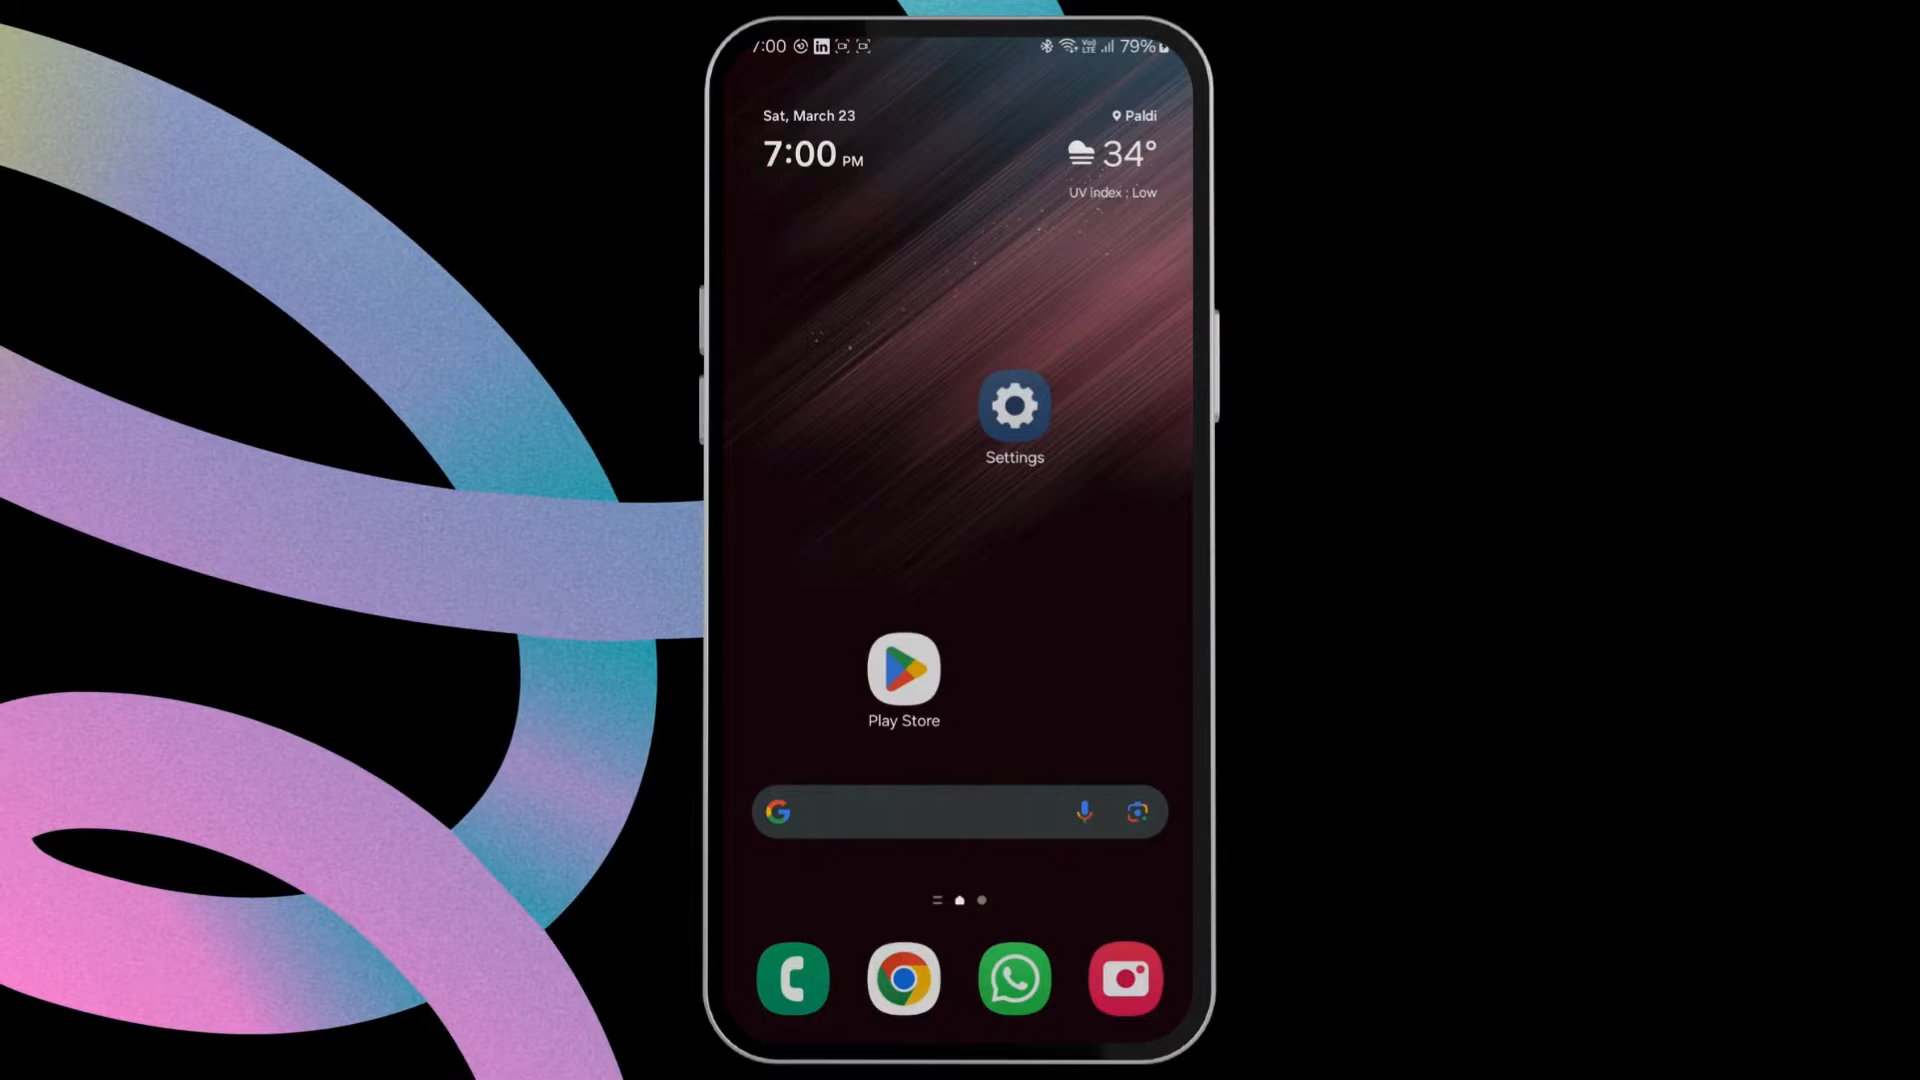 7:00
79%
Sat, March 23
Paldi
7:00 PM
34°
UV index : Low
Settings
Play Store